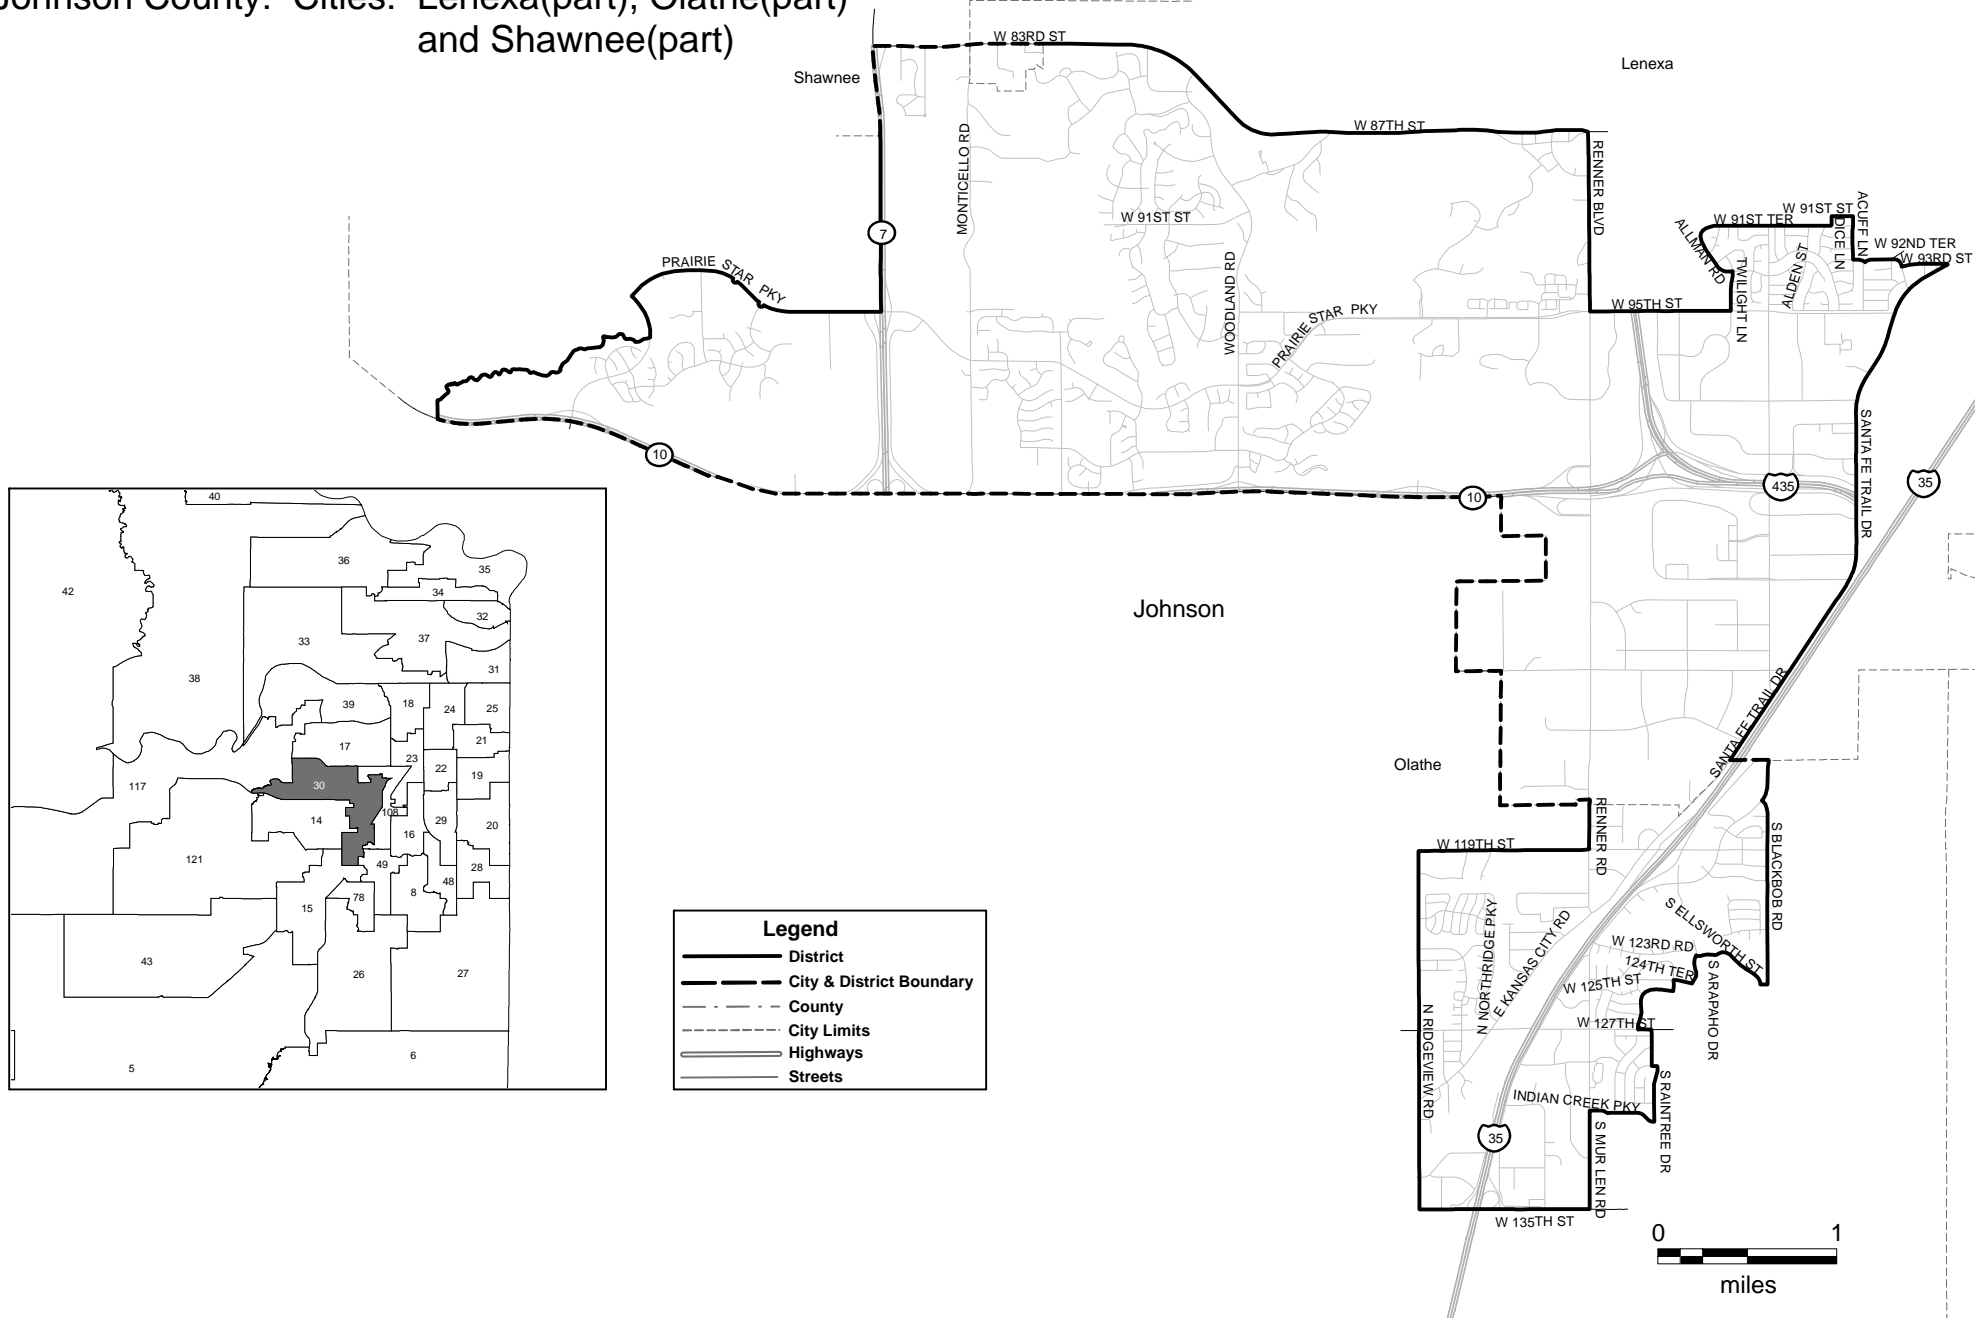 Johnson County: Cities: Lenexa(part), Olathe(part)
and Shawnee(part)
W 83RD ST
Shawnee
Lenexa
W 87TH ST
MONTICELLO RD
RENNER BLVD
7
W 91ST ST
WOODLAND RD
PRAIRIE STAR PKY
PRAIRIE STAR PKY
W 91ST TER
W 91ST ST
ACUFF LN
DICE LN
W 92ND TER
W 93RD ST
ALLMAN RD
TWILIGHT LN
ALDEN ST
W 95TH ST
SANTA FE TRAIL DR
10
10
435
35
Johnson
Olathe
SANTA FE TRAIL DR
RENNER RD
W 119TH ST
S BLACKBOB RD
N NORTHRIDGE PKY
E KANSAS CITY RD
S ELLSWORTH ST
W 123RD RD
124TH TER
W 125TH ST
S ARAPAHO DR
W 127TH ST
N RIDGEVIEW RD
INDIAN CREEK PKY
S RAINTREE DR
S MUR LEN RD
35
W 135TH ST
0 1
miles
40
36
35
42
34
32
33
37
31
38
39
18
24
25
21
17
23
22
19
117
30
108
14
16
29
20
121
49
28
48
78
8
15
43
26
27
6
5
Legend
District
City & District Boundary
County
City Limits
Highways
Streets